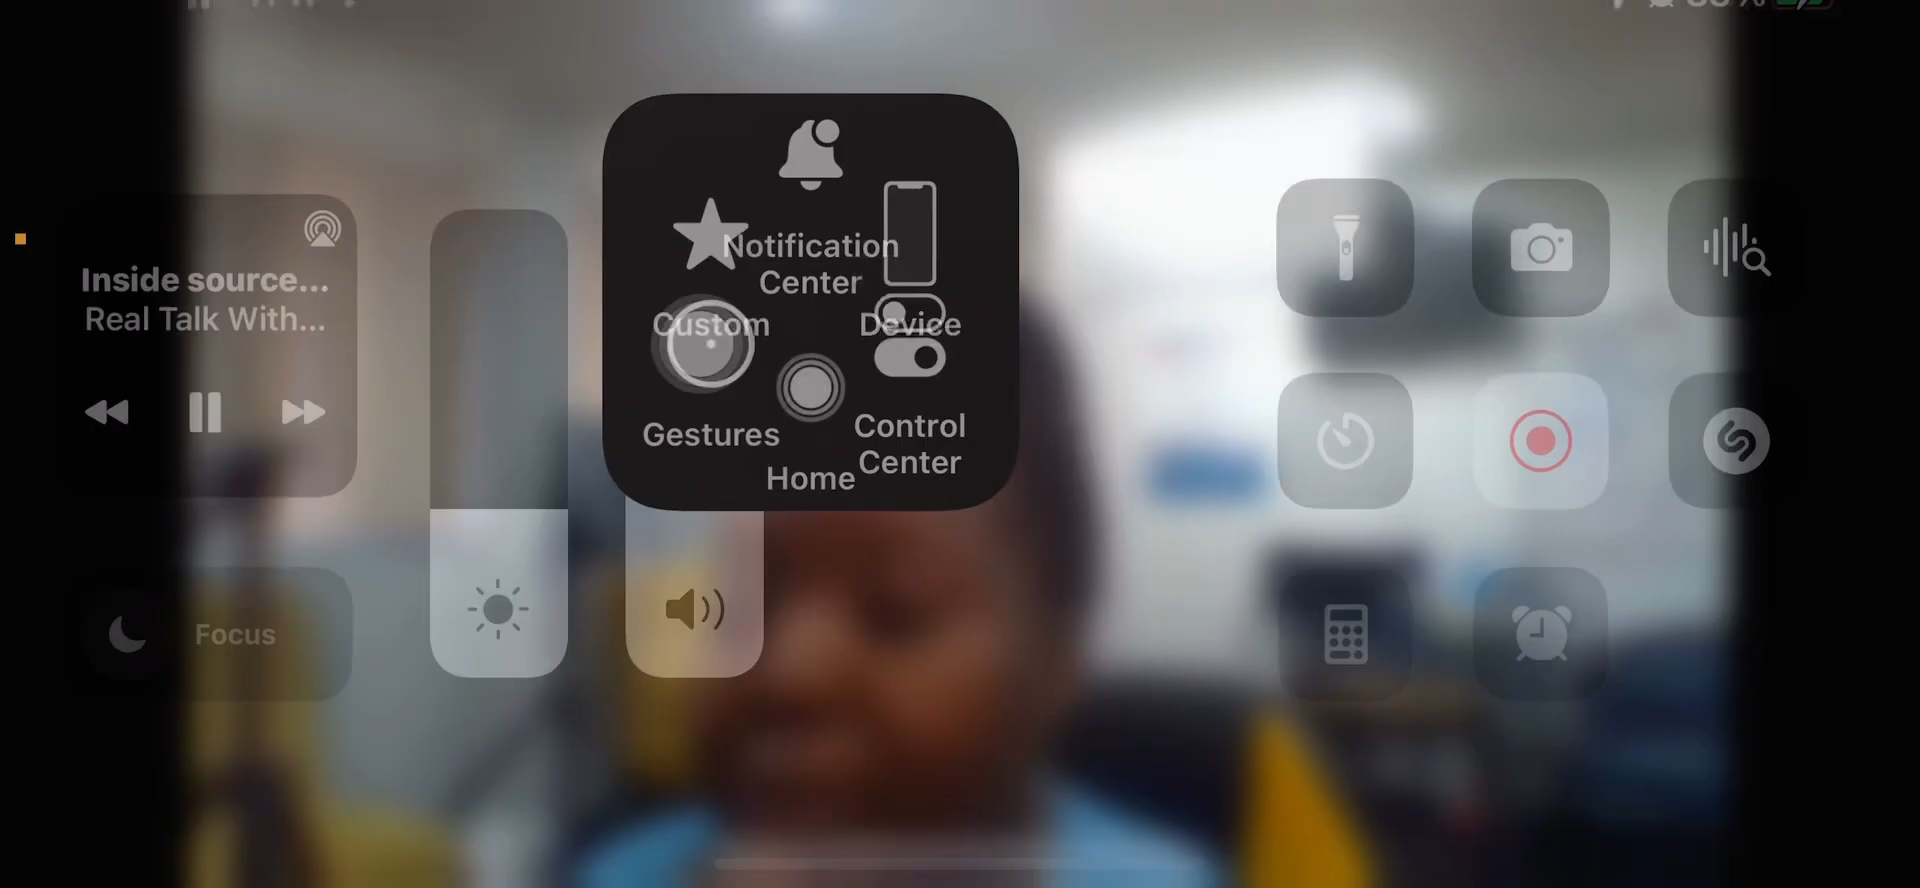 Notification
Center
Custom
Device
Gestures
Control
Center
Home
Inside source...
Real Talk With...
Focus